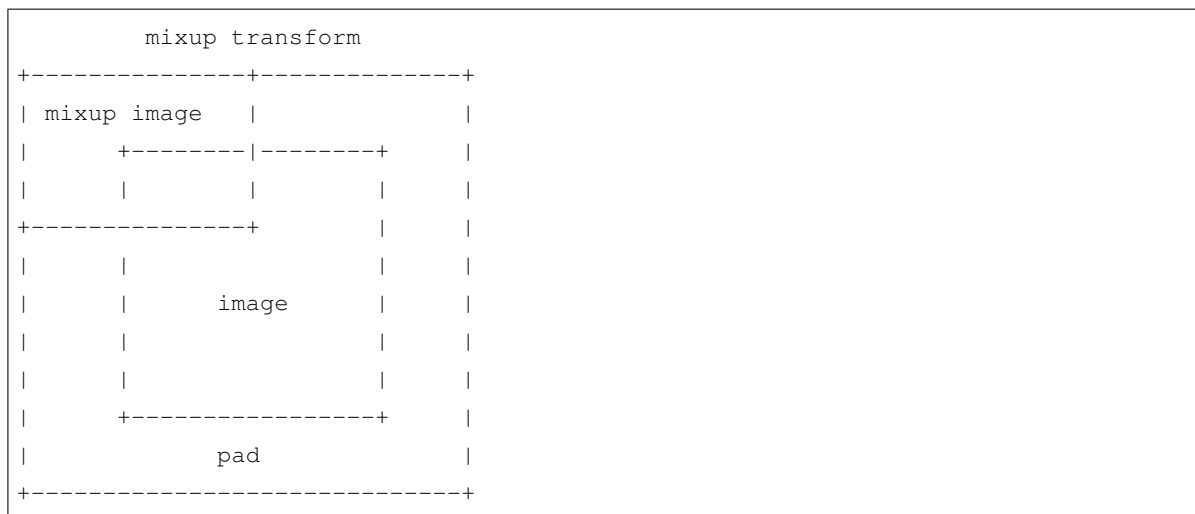 mixup transform
+---------------+--------------+
| mixup image   |              |
|      +--------|--------+     |
|      |        |        |     |
+---------------+        |     |
|      |                 |     |
|      |      image      |     |
|      |                 |     |
|      |                 |     |
|      +-----------------+     |
|             pad              |
+------------------------------+